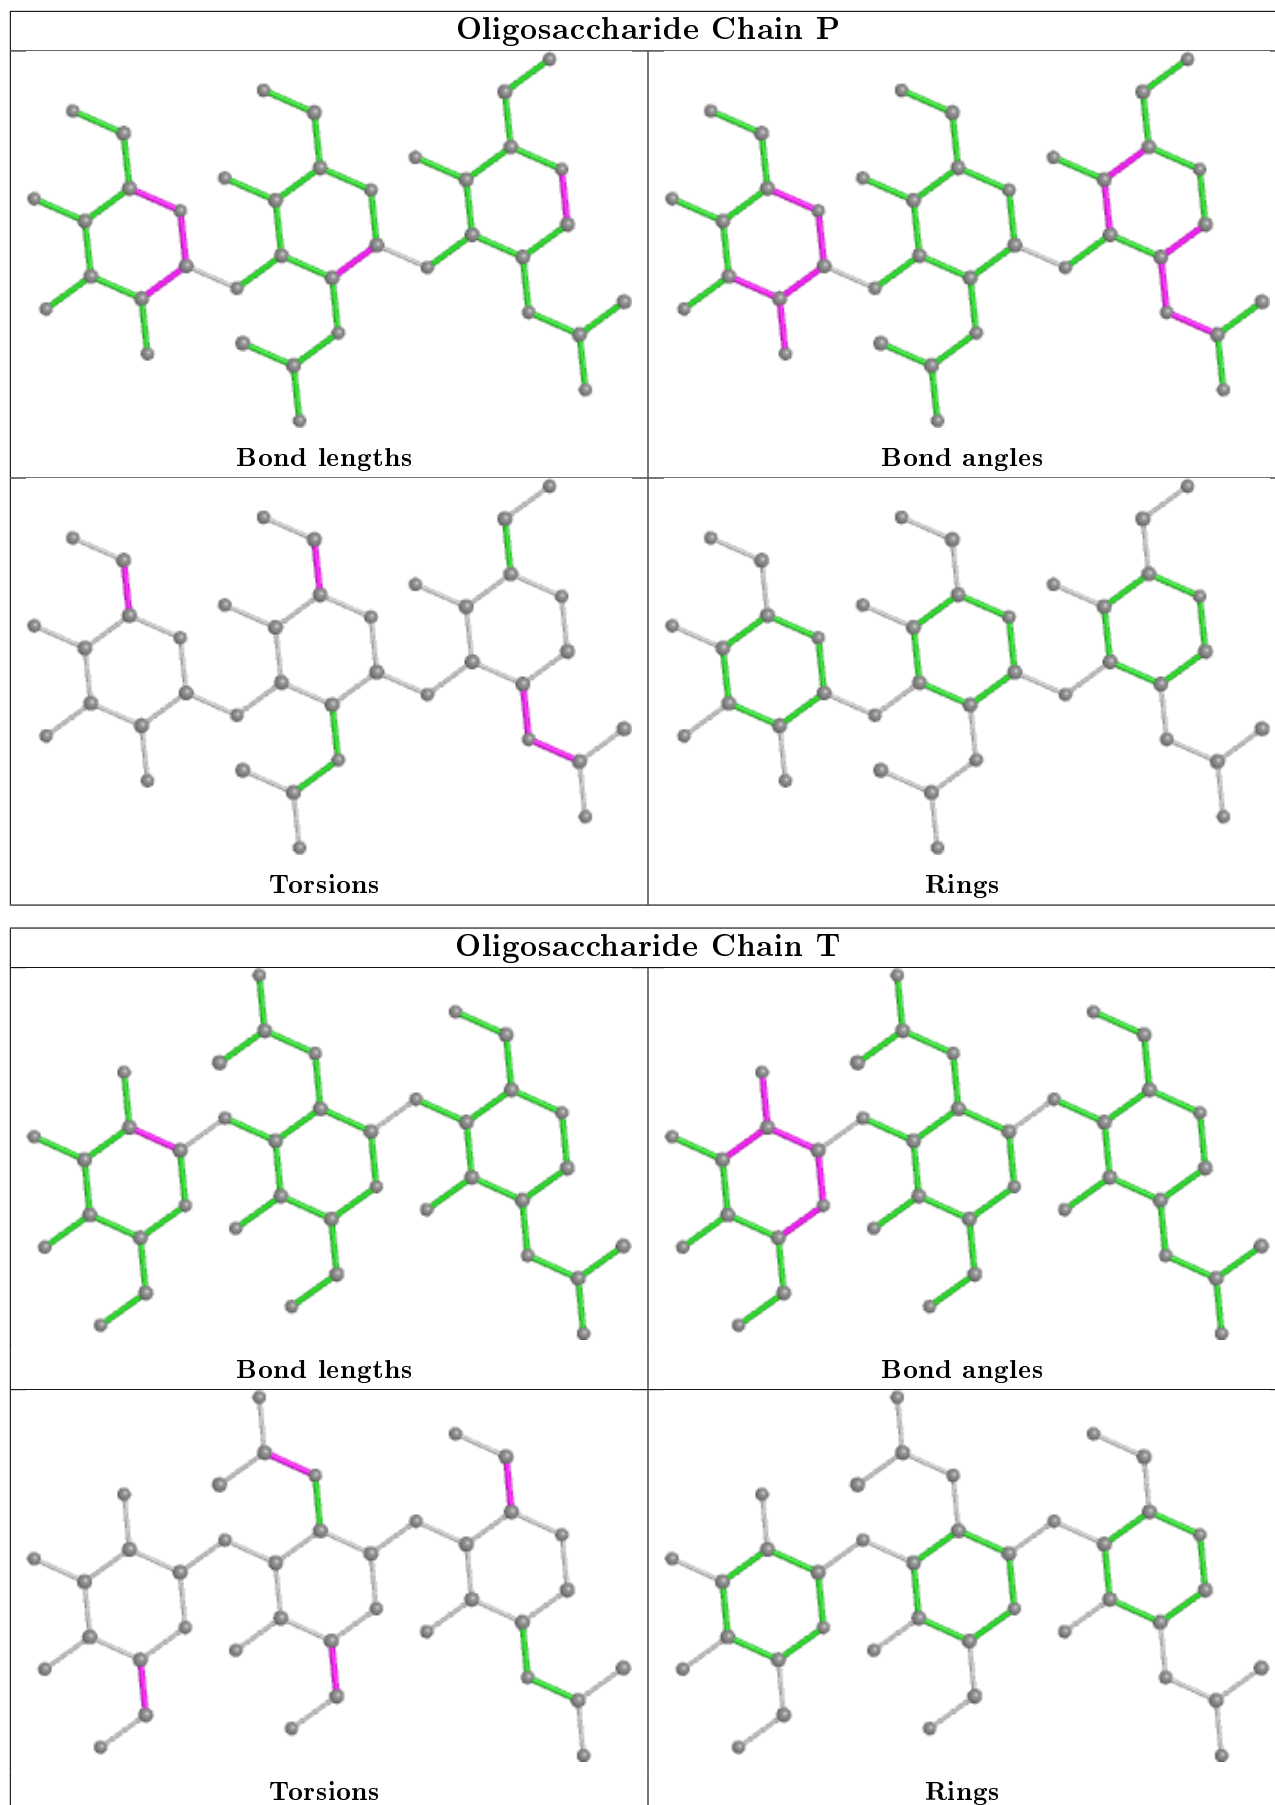 Oligosaccharide Chain P
Bond lengths
Bond angles
Torsions
Rings
Oligosaccharide Chain T
Bond lengths
Bond angles
Torsions
Rings